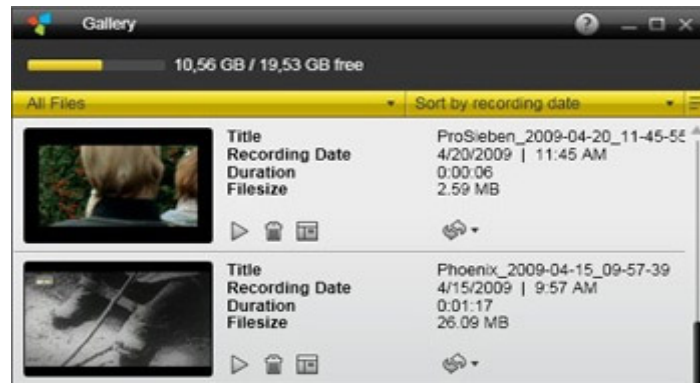 Gallery
10,56 GB / 19,53 GB free
All Files Sort by recording date
Title ProSieben_2009-04-20_11-45-55
Recording Date 4/20/2009 | 11:45 AM
Duration 0:00:06
Filesize 2.59 MB
Title Phoenix_2009-04-15_09-57-39
Recording Date 4/15/2009 | 9:57 AM
Duration 0:01:17
Filesize 26.09 MB